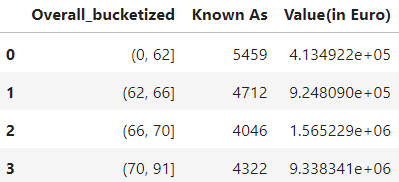 Overall_bucketized Known As Value(in Euro)
0 (0, 62] 5459 4.134922e+05
1 (62, 66] 4712 9.248090e+05
2 (66, 70] 4046 1.565229e+06
3 (70, 91] 4322 9.338341e+06